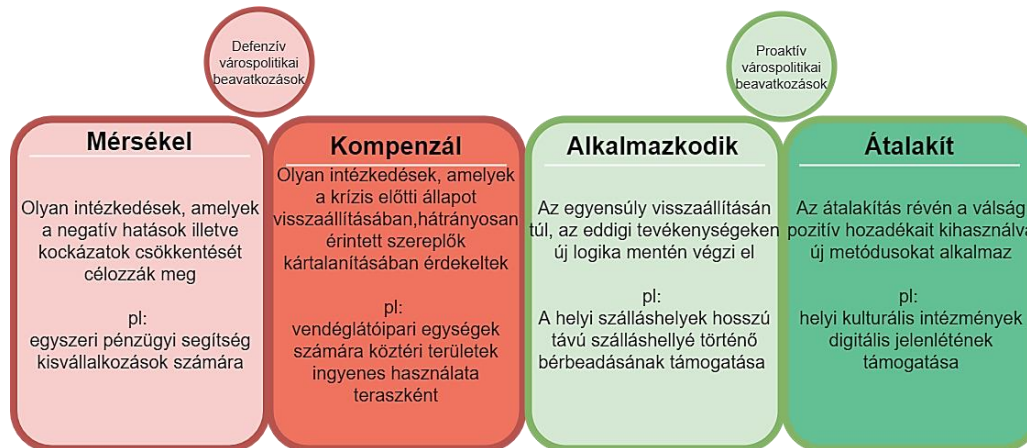 Defenzív
várospolitikai
beavatkozások
Proaktív
várospolitikai
beavatkozások
Mérsékel
Olyan intézkedések, amelyek
a negatív hatások illetve
kockázatok csökkentését
célozzák meg
pl:
egyszeri pénzügyi segítség
kisvállalkozások számára
Kompenzál
Olyan intézkedések, amelyek
a krízis előtti állapot
visszaállításában,hátrányosan
érintett szereplők
kártalanításában érdekeltek
pl:
vendéglátóipari egységek
számára köztéri területek
ingyenes használata
teraszként
Alkalmazkodik
Az egyensúly visszaállításán
túl, az eddigi tevékenységeken
új logika mentén végzi el
pl:
A helyi szálláshelyek hosszú
távú szálláshellyé történő
bérbeadásának támogatása
Átalakít
Az átalakítás révén a válság
pozitív hozadékait kihasználva
új metódusokat alkalmaz
pl:
helyi kulturális intézmények
digitális jelenlétének
támogatása